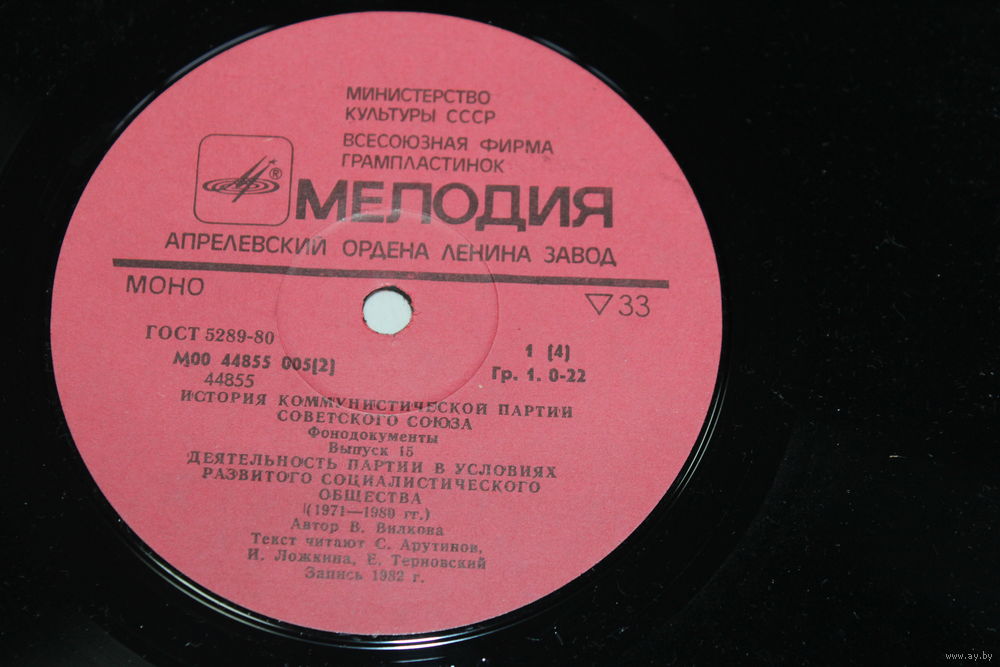 МИНИСТЕРСТВО
КУЛЬТУРЫ СССР
ВСЕСОЮЗНАЯ ФИРМА
ГРАМПЛАСТИНОК
®
МЕЛОДИЯ
АПРЕЛЕВСКИЙ ОРДЕНА ЛЕНИНА ЗАВОД
МОНО
▽33
ГОСТ 5289-80
М00 44855 005[2]
44855
1 [4]
Гр. 1. 0-22
ИСТОРИЯ КОММУНИСТИЧЕСКОЙ ПАРТИИ
СОВЕТСКОГО СОЮЗА
Фонодокументы
Выпуск 15
ДЕЯТЕЛЬНОСТЬ ПАРТИИ В УСЛОВИЯХ
РАЗВИТОГО СОЦИАЛИСТИЧЕСКОГО
ОБЩЕСТВА
(1971—1980 гг.)
Автор В. Вилкова
Текст читают С. Арутинов,
И. Ложкина, Е. Терновский
Запись 1982 г.
www.ay.by